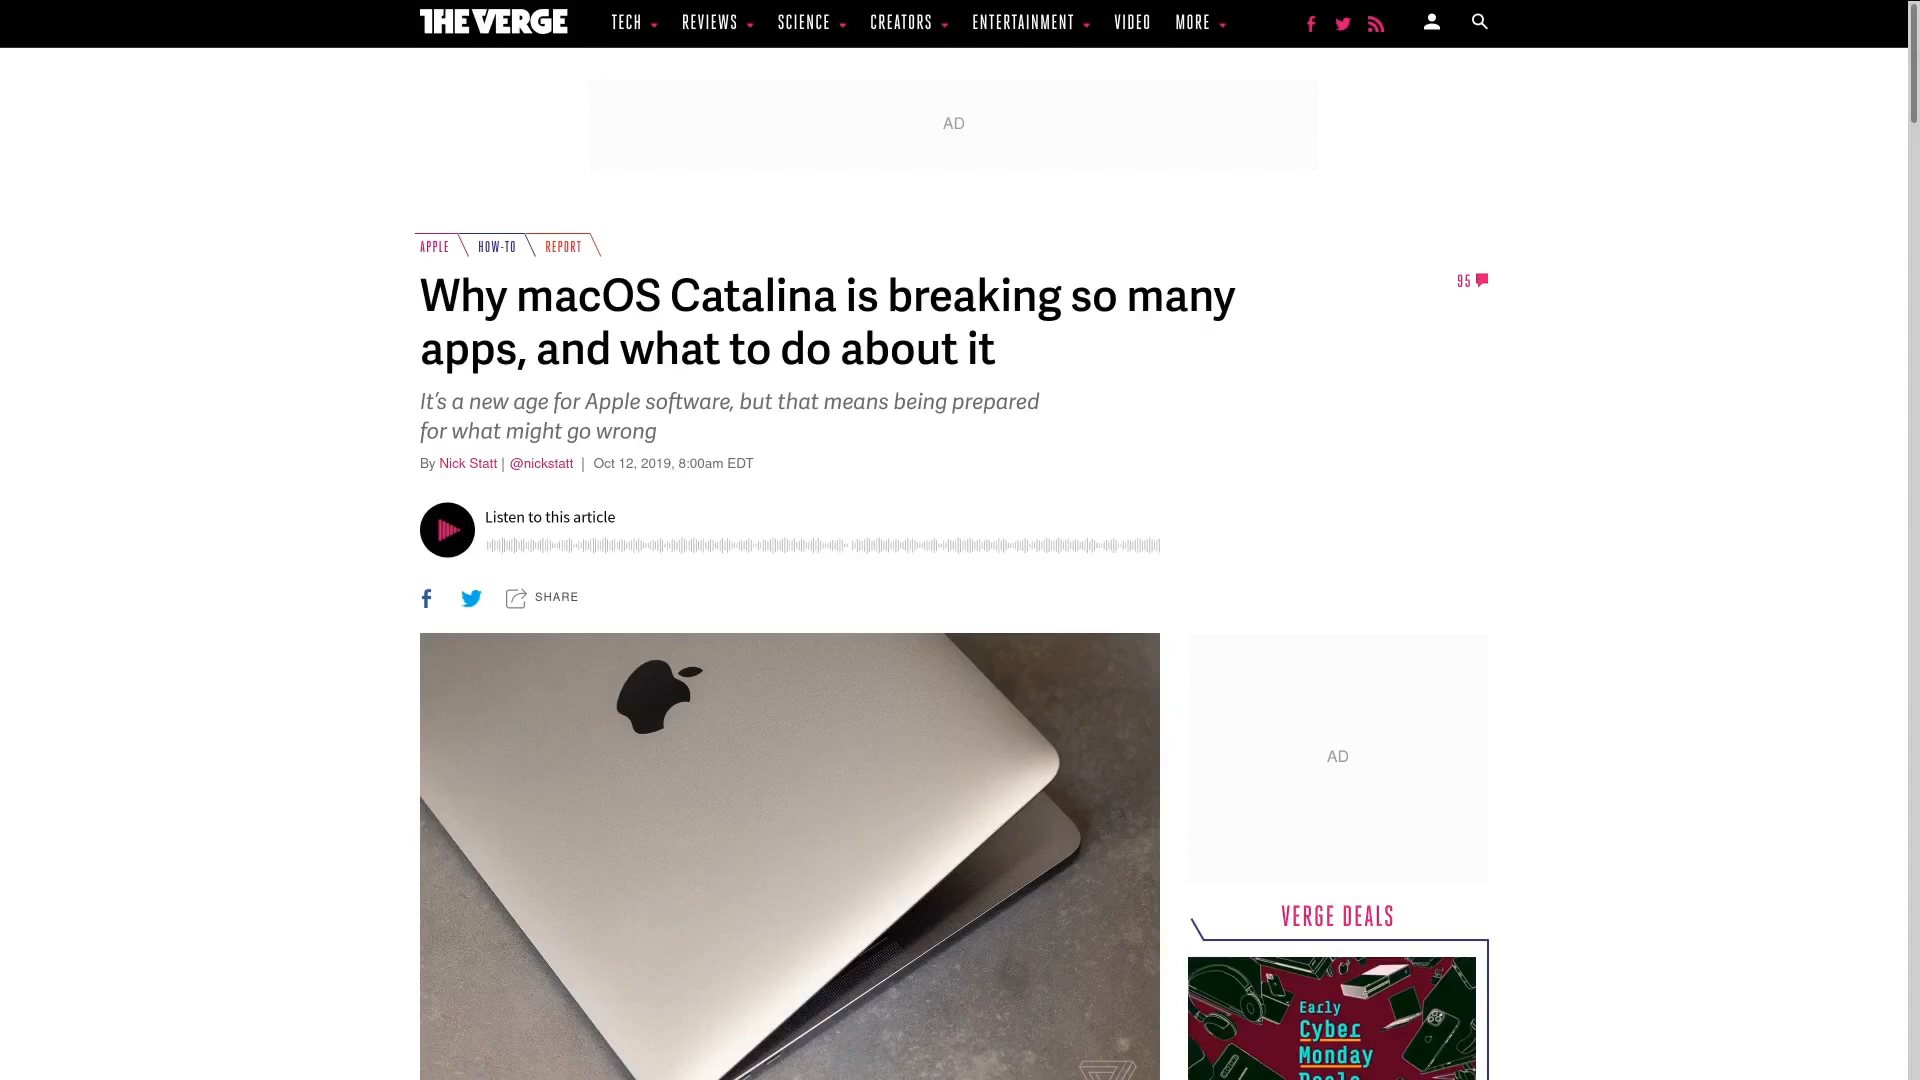 THE VERGE TECH REVIEWS SCIENCE CREATORS ENTERTAINMENT VIDEO MORE
AD
APPLE HOW-TO REPORT
Why macOS Catalina is breaking so many
apps, and what to do about it
95
It’s a new age for Apple software, but that means being prepared
for what might go wrong
By Nick Statt | @nickstatt | Oct 12, 2019, 8:00am EDT
Listen to this article
SHARE
AD
VERGE DEALS
Early
Cyber
Monday
Deals